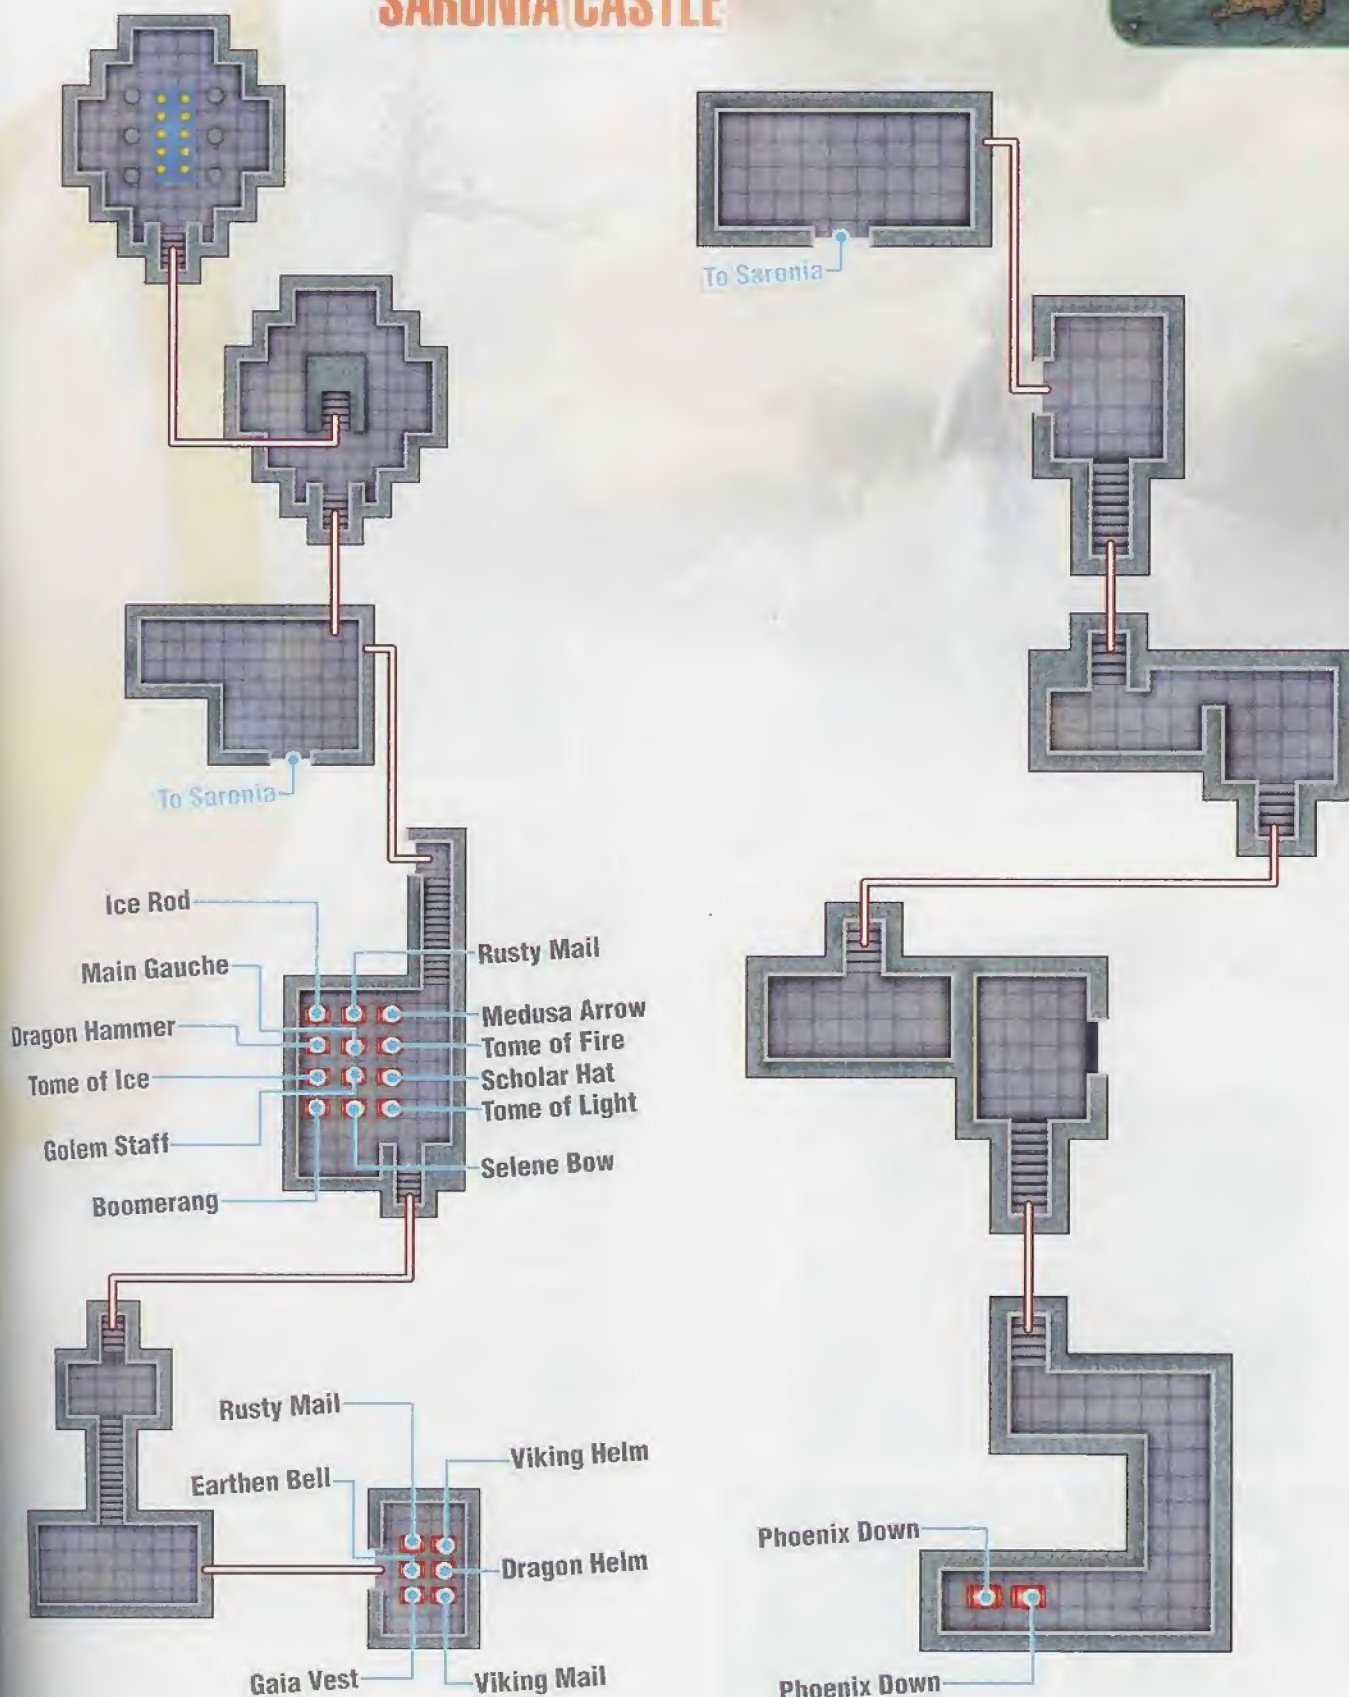 SARONIA CASTLE
To Saronia
To Saronia
Ice Rod
Main Gauche
Dragon Hammer
Tome of Ice
Golem Staff
Boomerang
Rusty Mail
Medusa Arrow
Tome of Fire
Scholar Hat
Tome of Light
Selene Bow
Rusty Mail
Earthen Bell
Gaia Vest
Viking Helm
Dragon Helm
Viking Mail
Phoenix Down
Phoenix Down